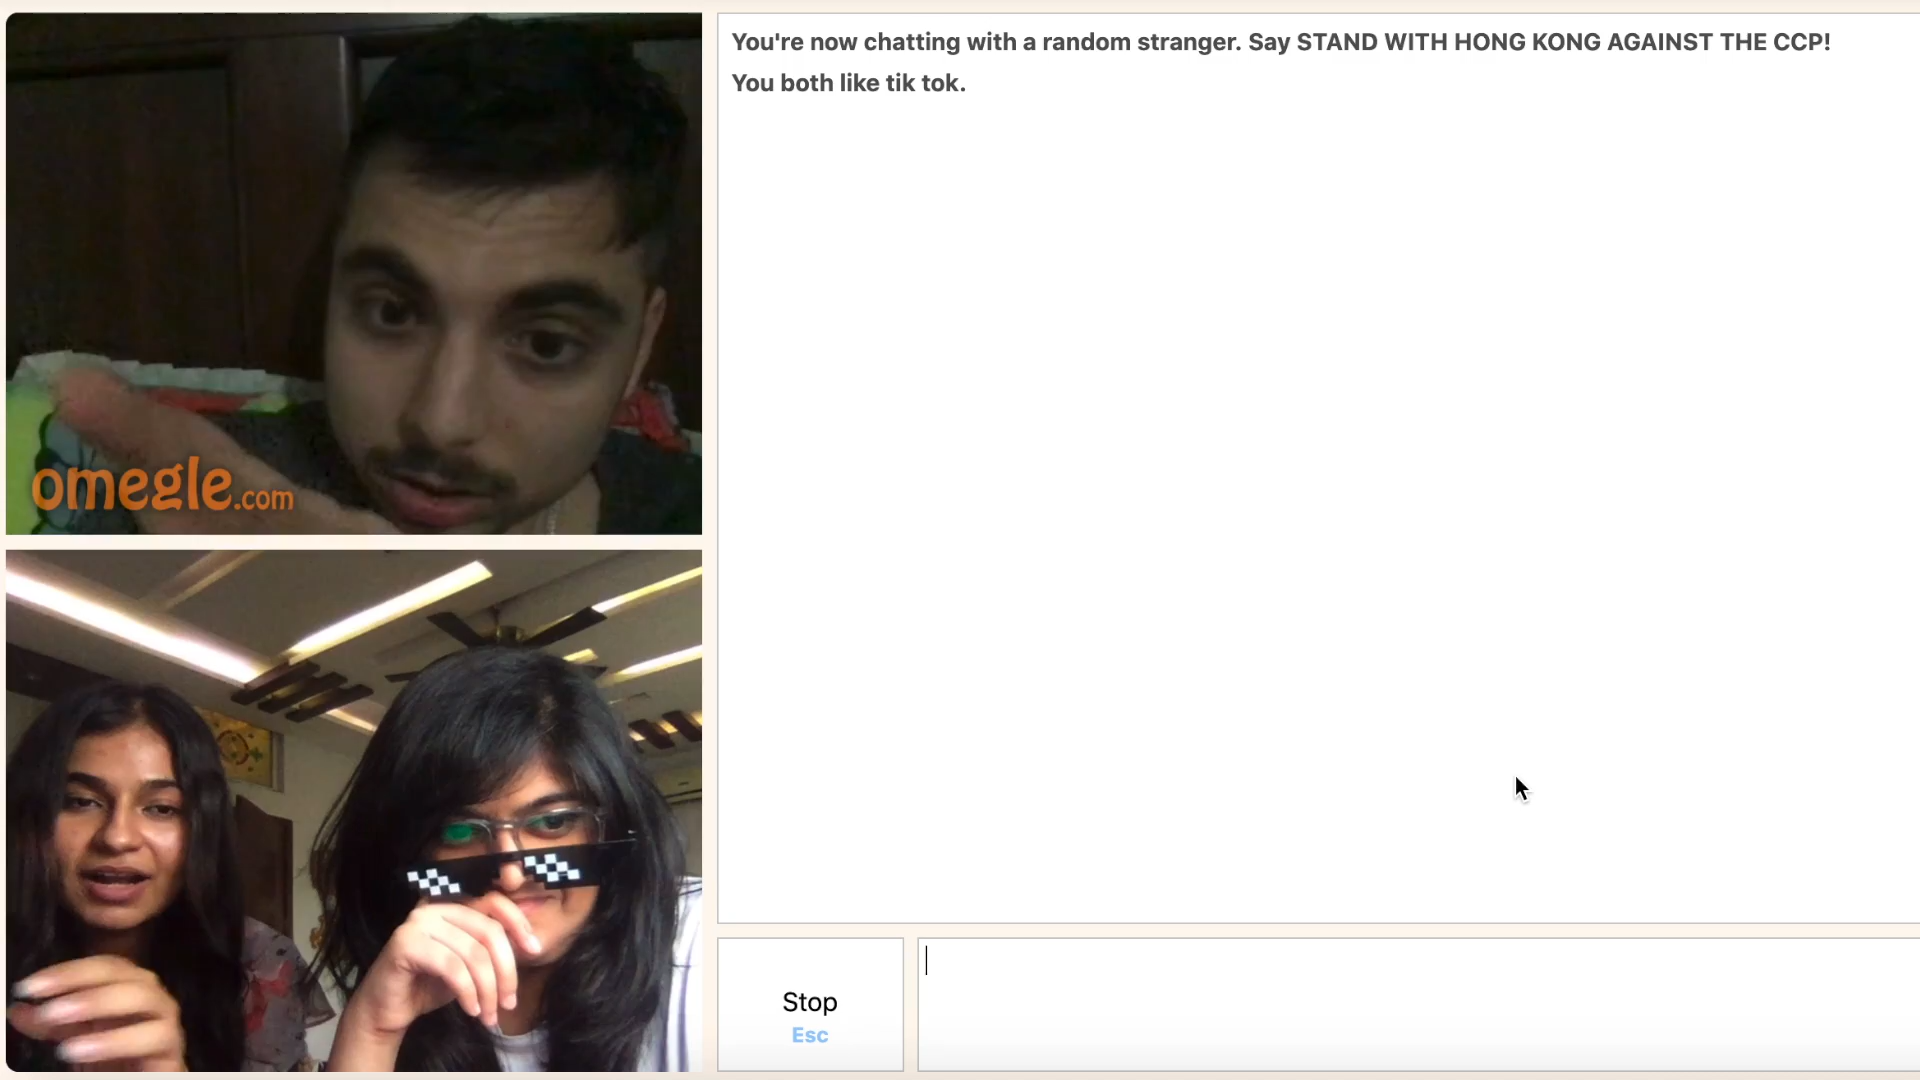 You're now chatting with a random stranger. Say STAND WITH HONG KONG AGAINST THE CCP!
You both like tik tok.
omegle.com
Stop
Esc